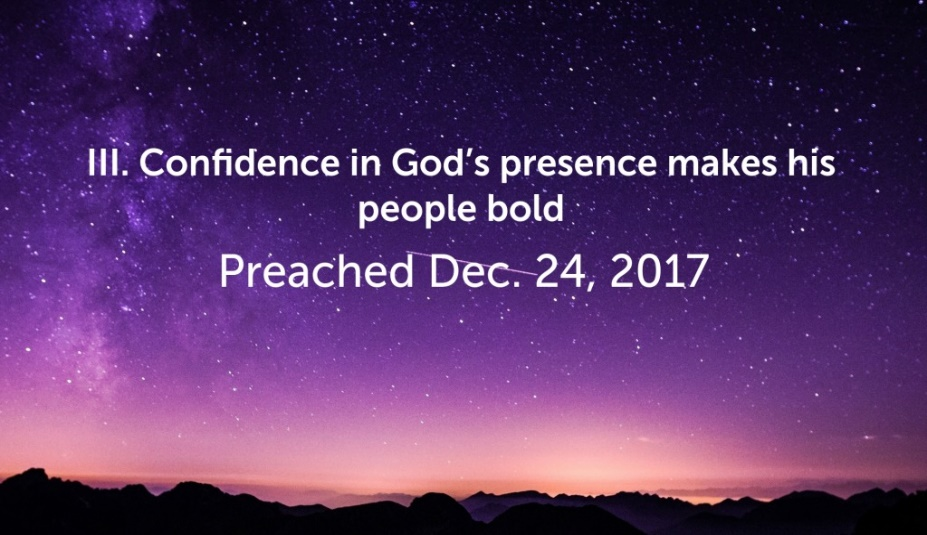 III. Confidence in God’s presence makes his
people bold
Preached Dec. 24, 2017